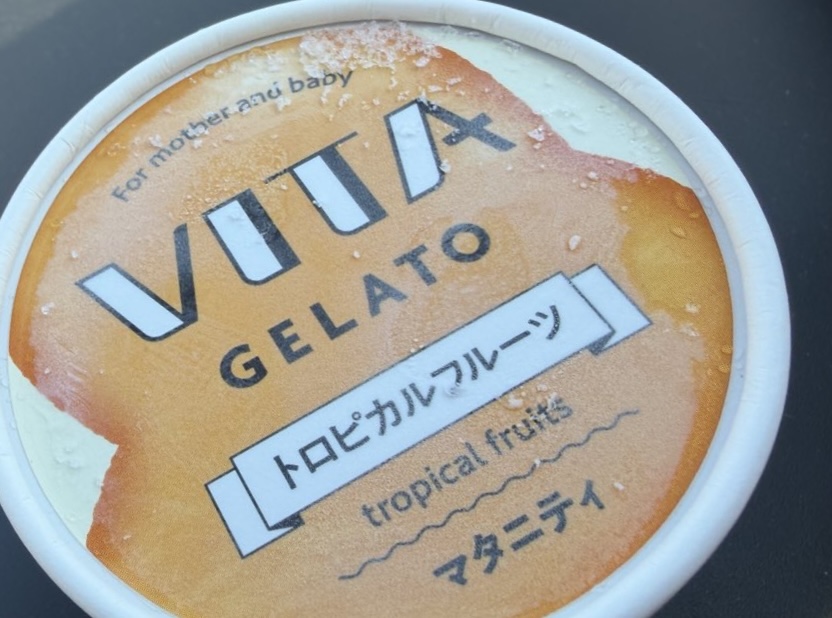 For mother and baby
VITA
GELATO
トロピカルフルーツ
tropical fruits
マタニティ